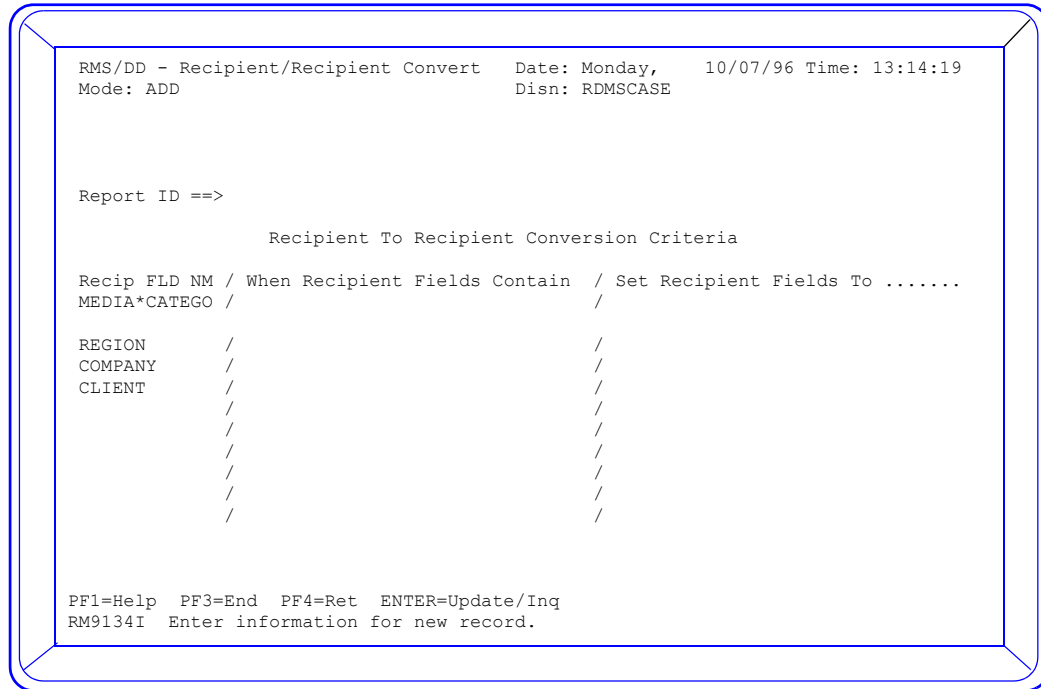 RMS/DD - Recipient/Recipient Convert Date: Monday, 10/07/96 Time: 13:14:19
Mode: ADD Disn: RDMSCASE
Report ID ==>
Recipient To Recipient Conversion Criteria
Recip FLD NM / When Recipient Fields Contain / Set Recipient Fields To .......
MEDIA*CATEGO / /
REGION / /
COMPANY / /
CLIENT / /
/ /
/ /
/ /
/ /
/ /
/ /
PF1=Help PF3=End PF4=Ret ENTER=Update/Inq
RM9134I Enter information for new record.